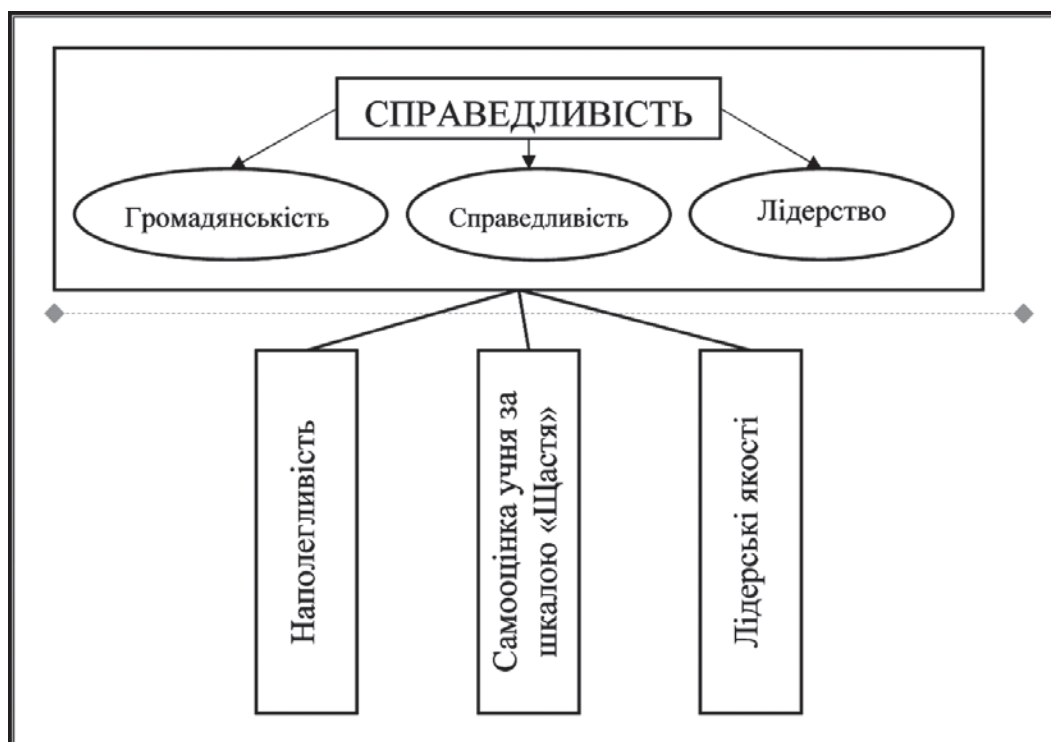 СПРАВЕДЛИВІСТЬ
Громадянськість
Справедливість
Лідерство
Наполегливість
Самооцінка учня за
шкалою «Щастя»
Лідерські якості